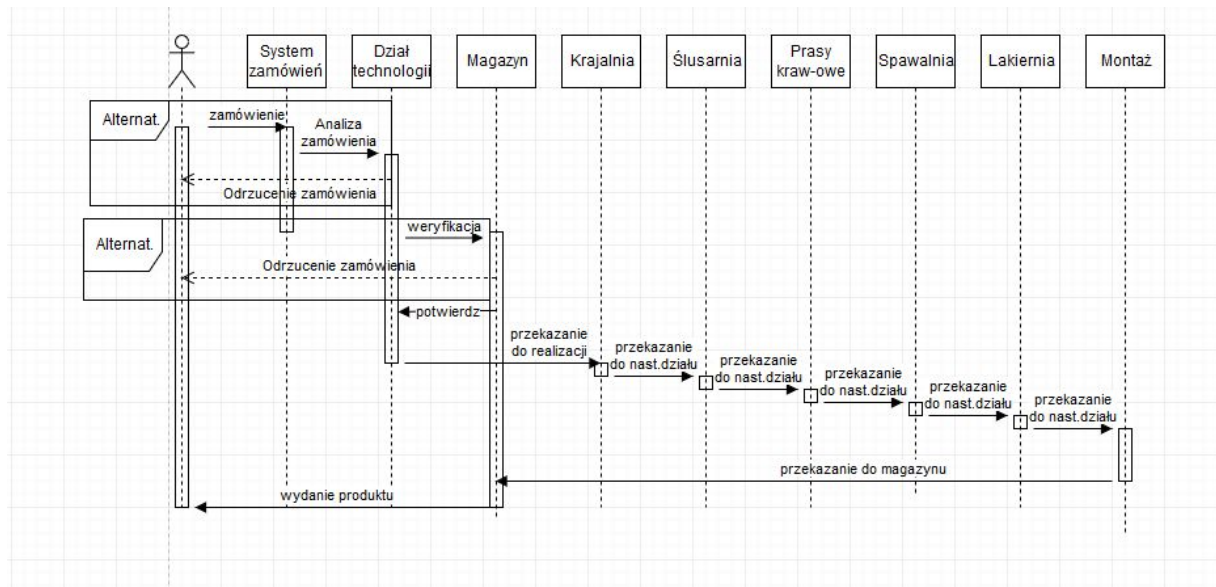 System
zamówień
Dział
technologii
Magazyn
Krajalnia
Ślusarnia
Prasy
kraw-owe
Spawalnia
Lakiernia
Montaż
Alternat.
zamówienie
Analiza
zamówienia
Odrzucenie zamówienia
Alternat.
weryfikacja
Odrzucenie zamówienia
potwierdz
przekazanie
do realizacji
przekazanie
do nast.działu
przekazanie
do nast.działu
przekazanie
do nast.działu
przekazanie
do nast.działu
przekazanie
do nast.działu
przekazanie do magazynu
wydanie produktu